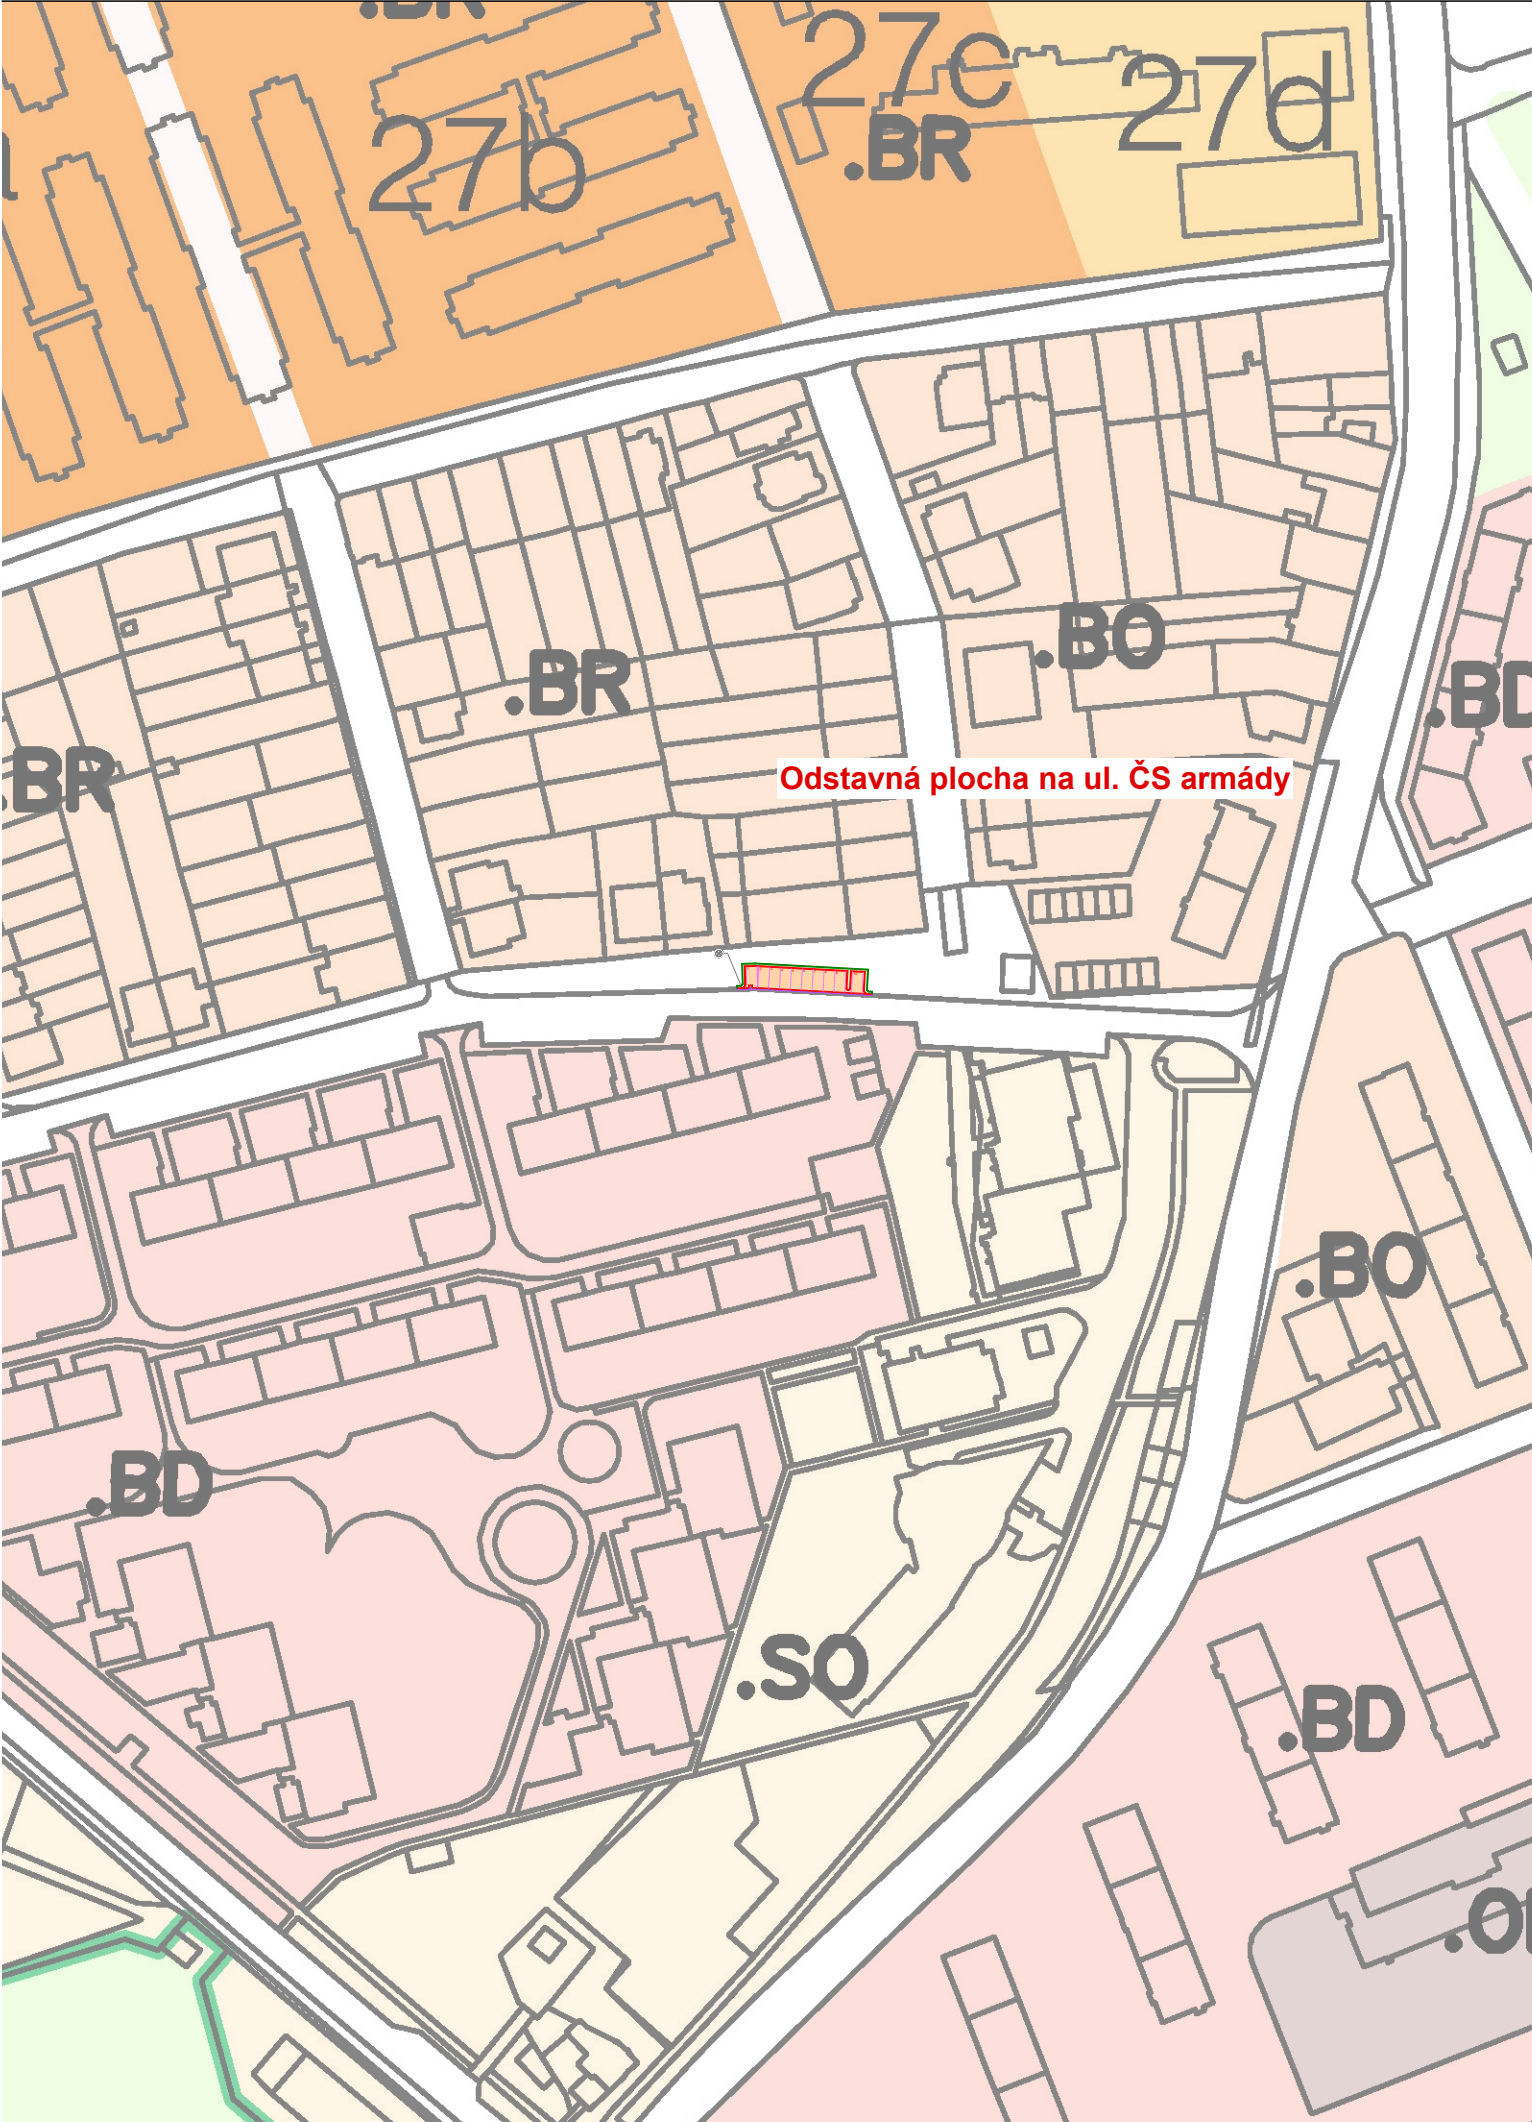 .BR
27c
27d
27b
.BR
.BO
.BR
.BD
.BR
Odstavná plocha na ul. ČS armády
.BO
.BD
.SO
.BD